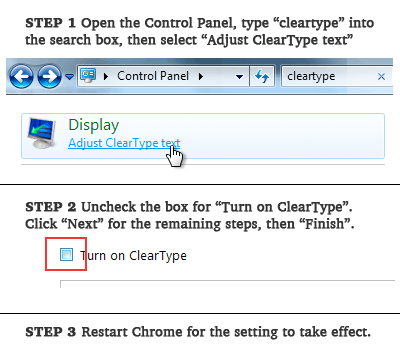 STEP 1 Open the Control Panel, type “cleartype” into
the search box, then select “Adjust ClearType text”
Control Panel
cleartype
Display
Adjust ClearType text
STEP 2 Uncheck the box for “Turn on ClearType”.
Click “Next” for the remaining steps, then “Finish”.
Turn on ClearType
STEP 3 Restart Chrome for the setting to take effect.